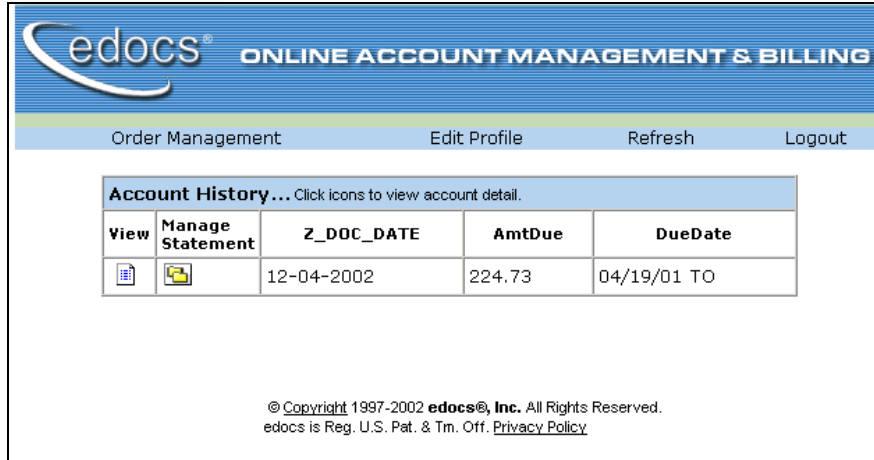 edocs® ONLINE ACCOUNT MANAGEMENT & BILLING
Order Management Edit Profile Refresh Logout
Account History... Click icons to view account detail.
View Manage Statement Z_DOC_DATE AmtDue DueDate
12-04-2002 224.73 04/19/01 TO
© Copyright 1997-2002 edocs®, Inc. All Rights Reserved.
edocs is Reg. U.S. Pat. & Tm. Off. Privacy Policy